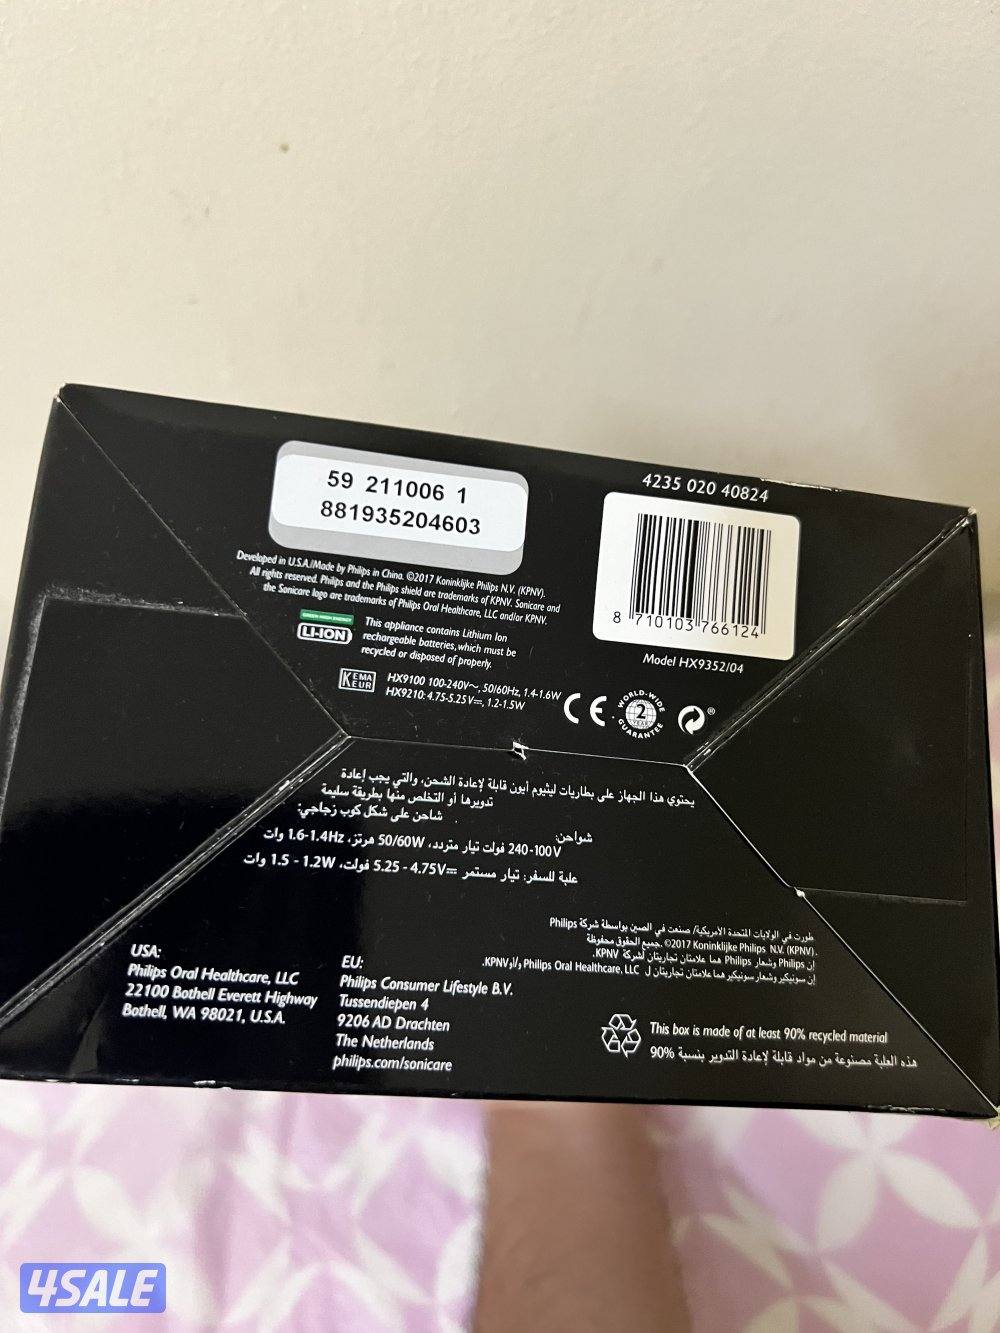 59 211006 1
881935204603
4235 020 40824
8 710103 766124
Model HX9352/04
Developed in U.S.A./Made by Philips in China. ©2017 Koninklijke Philips N.V. (KPNV).
All rights reserved. Philips and the Philips shield are trademarks of KPNV. Sonicare and
the Sonicare logo are trademarks of Philips Oral Healthcare, LLC and/or KPNV.
GREEN HIGH ENERGY
LI-ION
This appliance contains Lithium Ion
rechargeable batteries, which must be
recycled or disposed of properly.
KEMA
EUR
HX9100 100-240V~, 50/60Hz, 1.4-1.6W
HX9210: 4.75-5.25V⎓, 1.2-1.5W
CE
WORLD-WIDE
2
YEAR
GUARANTEE
®
يحتوي هذا الجهاز على بطاريات ليثيوم أيون قابلة لإعادة الشحن، والتي يجب إعادة
تدويرها أو التخلص منها بطريقة سليمة
شواحن:
شاحن على شكل كوب زجاجي:
240-100V فولت تيار متردد، 50/60W هرتز، 1.6-1.4Hz وات
علبة للسفر: تيار مستمر ⎓5.25 - 4.75V فولت، 1.5 - 1.2W وات
طورت في الولايات المتحدة الأمريكية/ صنعت في الصين بواسطة شركة Philips
©2017 Koninklijke Philips N.V. (KPNV). جميع الحقوق محفوظة
إن Philips وشعار Philips هما علامتان تجاريتان لشركة KPNV.
إن سونيكير وشعار سونيكير هما علامتان تجاريتان ل Philips Oral Healthcare, LLC و/أو KPNV.
USA:
Philips Oral Healthcare, LLC
22100 Bothell Everett Highway
Bothell, WA 98021, U.S.A.
EU:
Philips Consumer Lifestyle B.V.
Tussendiepen 4
9206 AD Drachten
The Netherlands
philips.com/sonicare
This box is made of at least 90% recycled material
هذه العلبة مصنوعة من مواد قابلة لإعادة التدوير بنسبة 90%
4SALE